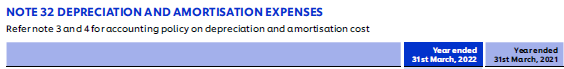 NOTE 32 DEPRECIATION AND AMORTISATION EXPENSES
Refer note 3 and 4 for accounting policy on depreciation and amortisation cost
Year ended Year ended
31st March, 2022 31st March, 2021